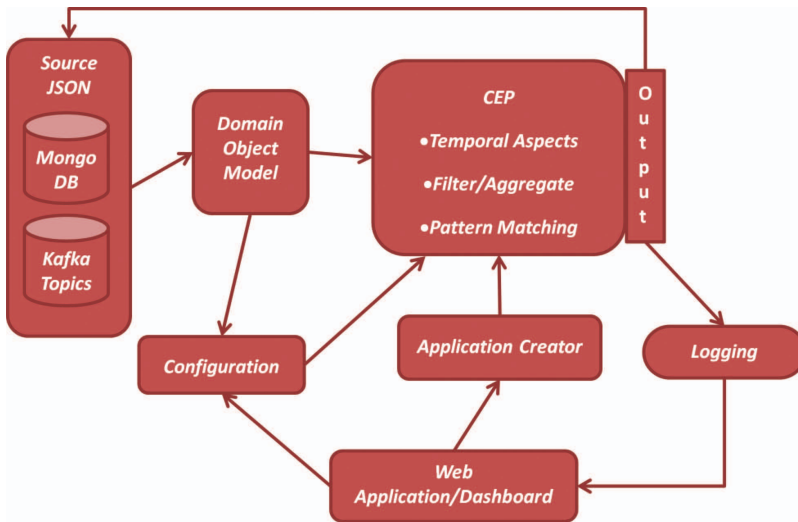 Source
JSON
Mongo
DB
Kafka
Topics
Domain
Object
Model
CEP
•Temporal Aspects
•Filter/Aggregate
•Pattern Matching
Output
Configuration
Application Creator
Logging
Web
Application/Dashboard